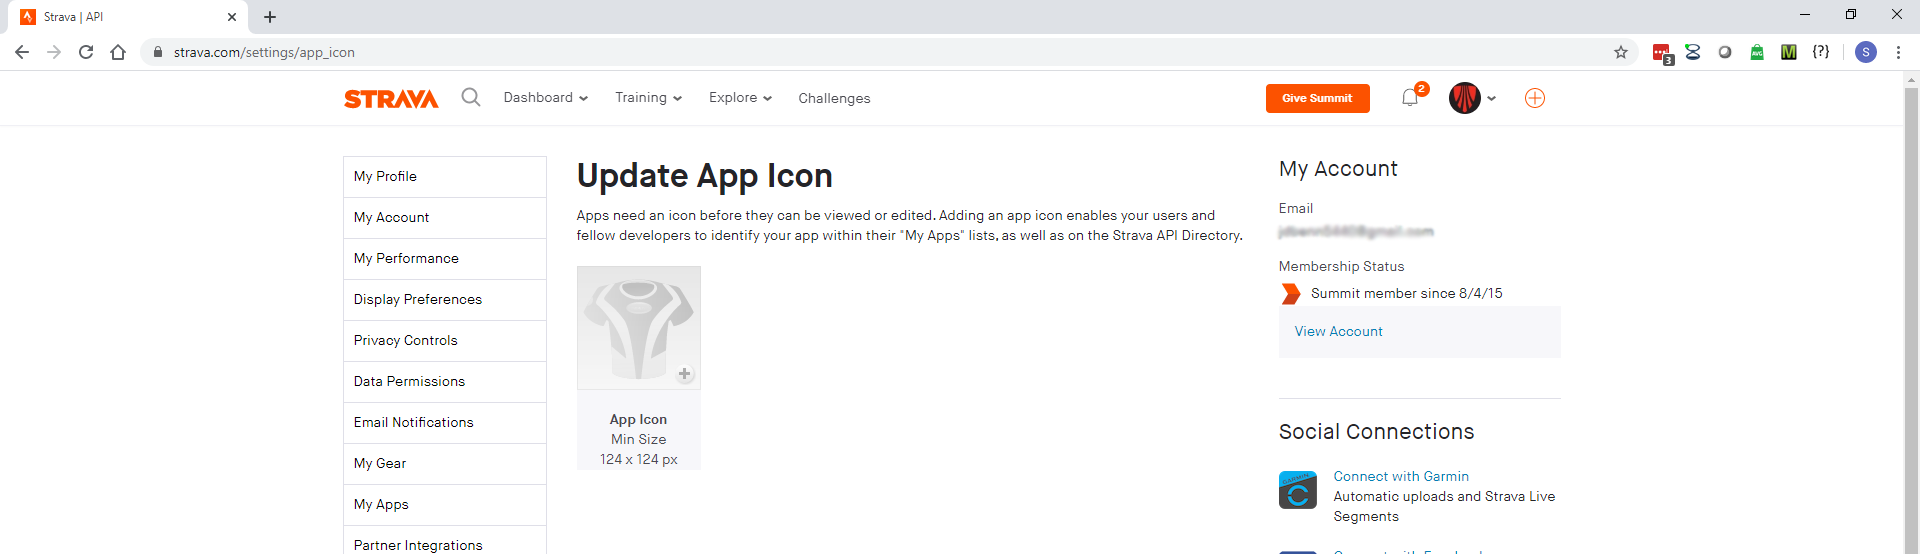 Strava | API
strava.com/settings/app_icon
3
AVG
M
{?}
S
STRAVA
Dashboard
Training
Explore
Challenges
Give Summit
2
My Profile
My Account
My Performance
Display Preferences
Privacy Controls
Data Permissions
Email Notifications
My Gear
My Apps
Partner Integrations
Update App Icon
Apps need an icon before they can be viewed or edited. Adding an app icon enables your users and
fellow developers to identify your app within their "My Apps" lists, as well as on the Strava API Directory.
App Icon
Min Size
124 x 124 px
My Account
Email
Membership Status
Summit member since 8/4/15
View Account
Social Connections
GARMIN
Connect with Garmin
Automatic uploads and Strava Live
Segments